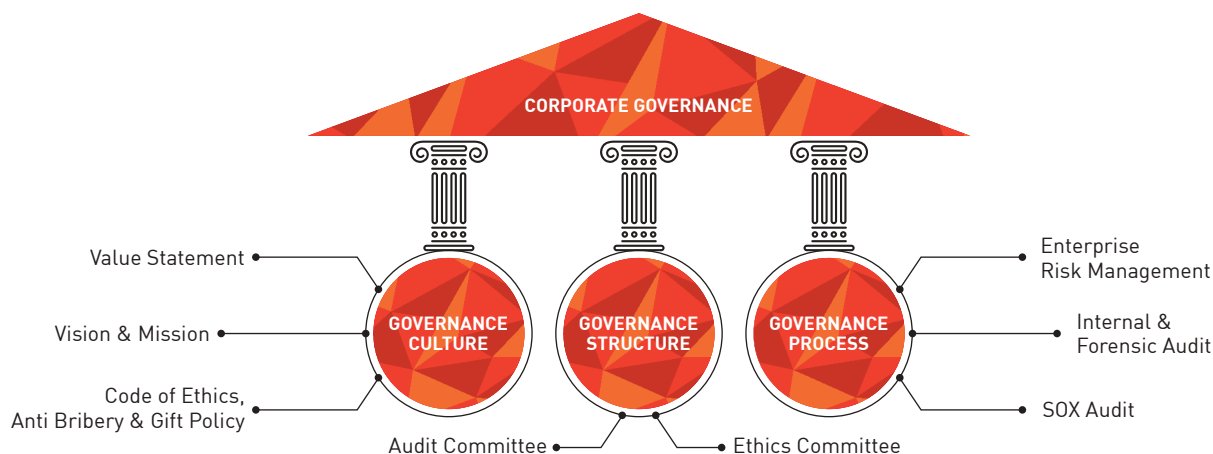 CORPORATE GOVERNANCE
Value Statement
Vision & Mission
Code of Ethics,
Anti Bribery & Gift Policy
GOVERNANCE
CULTURE
GOVERNANCE
STRUCTURE
Audit Committee
Ethics Committee
GOVERNANCE
PROCESS
Enterprise
Risk Management
Internal &
Forensic Audit
SOX Audit